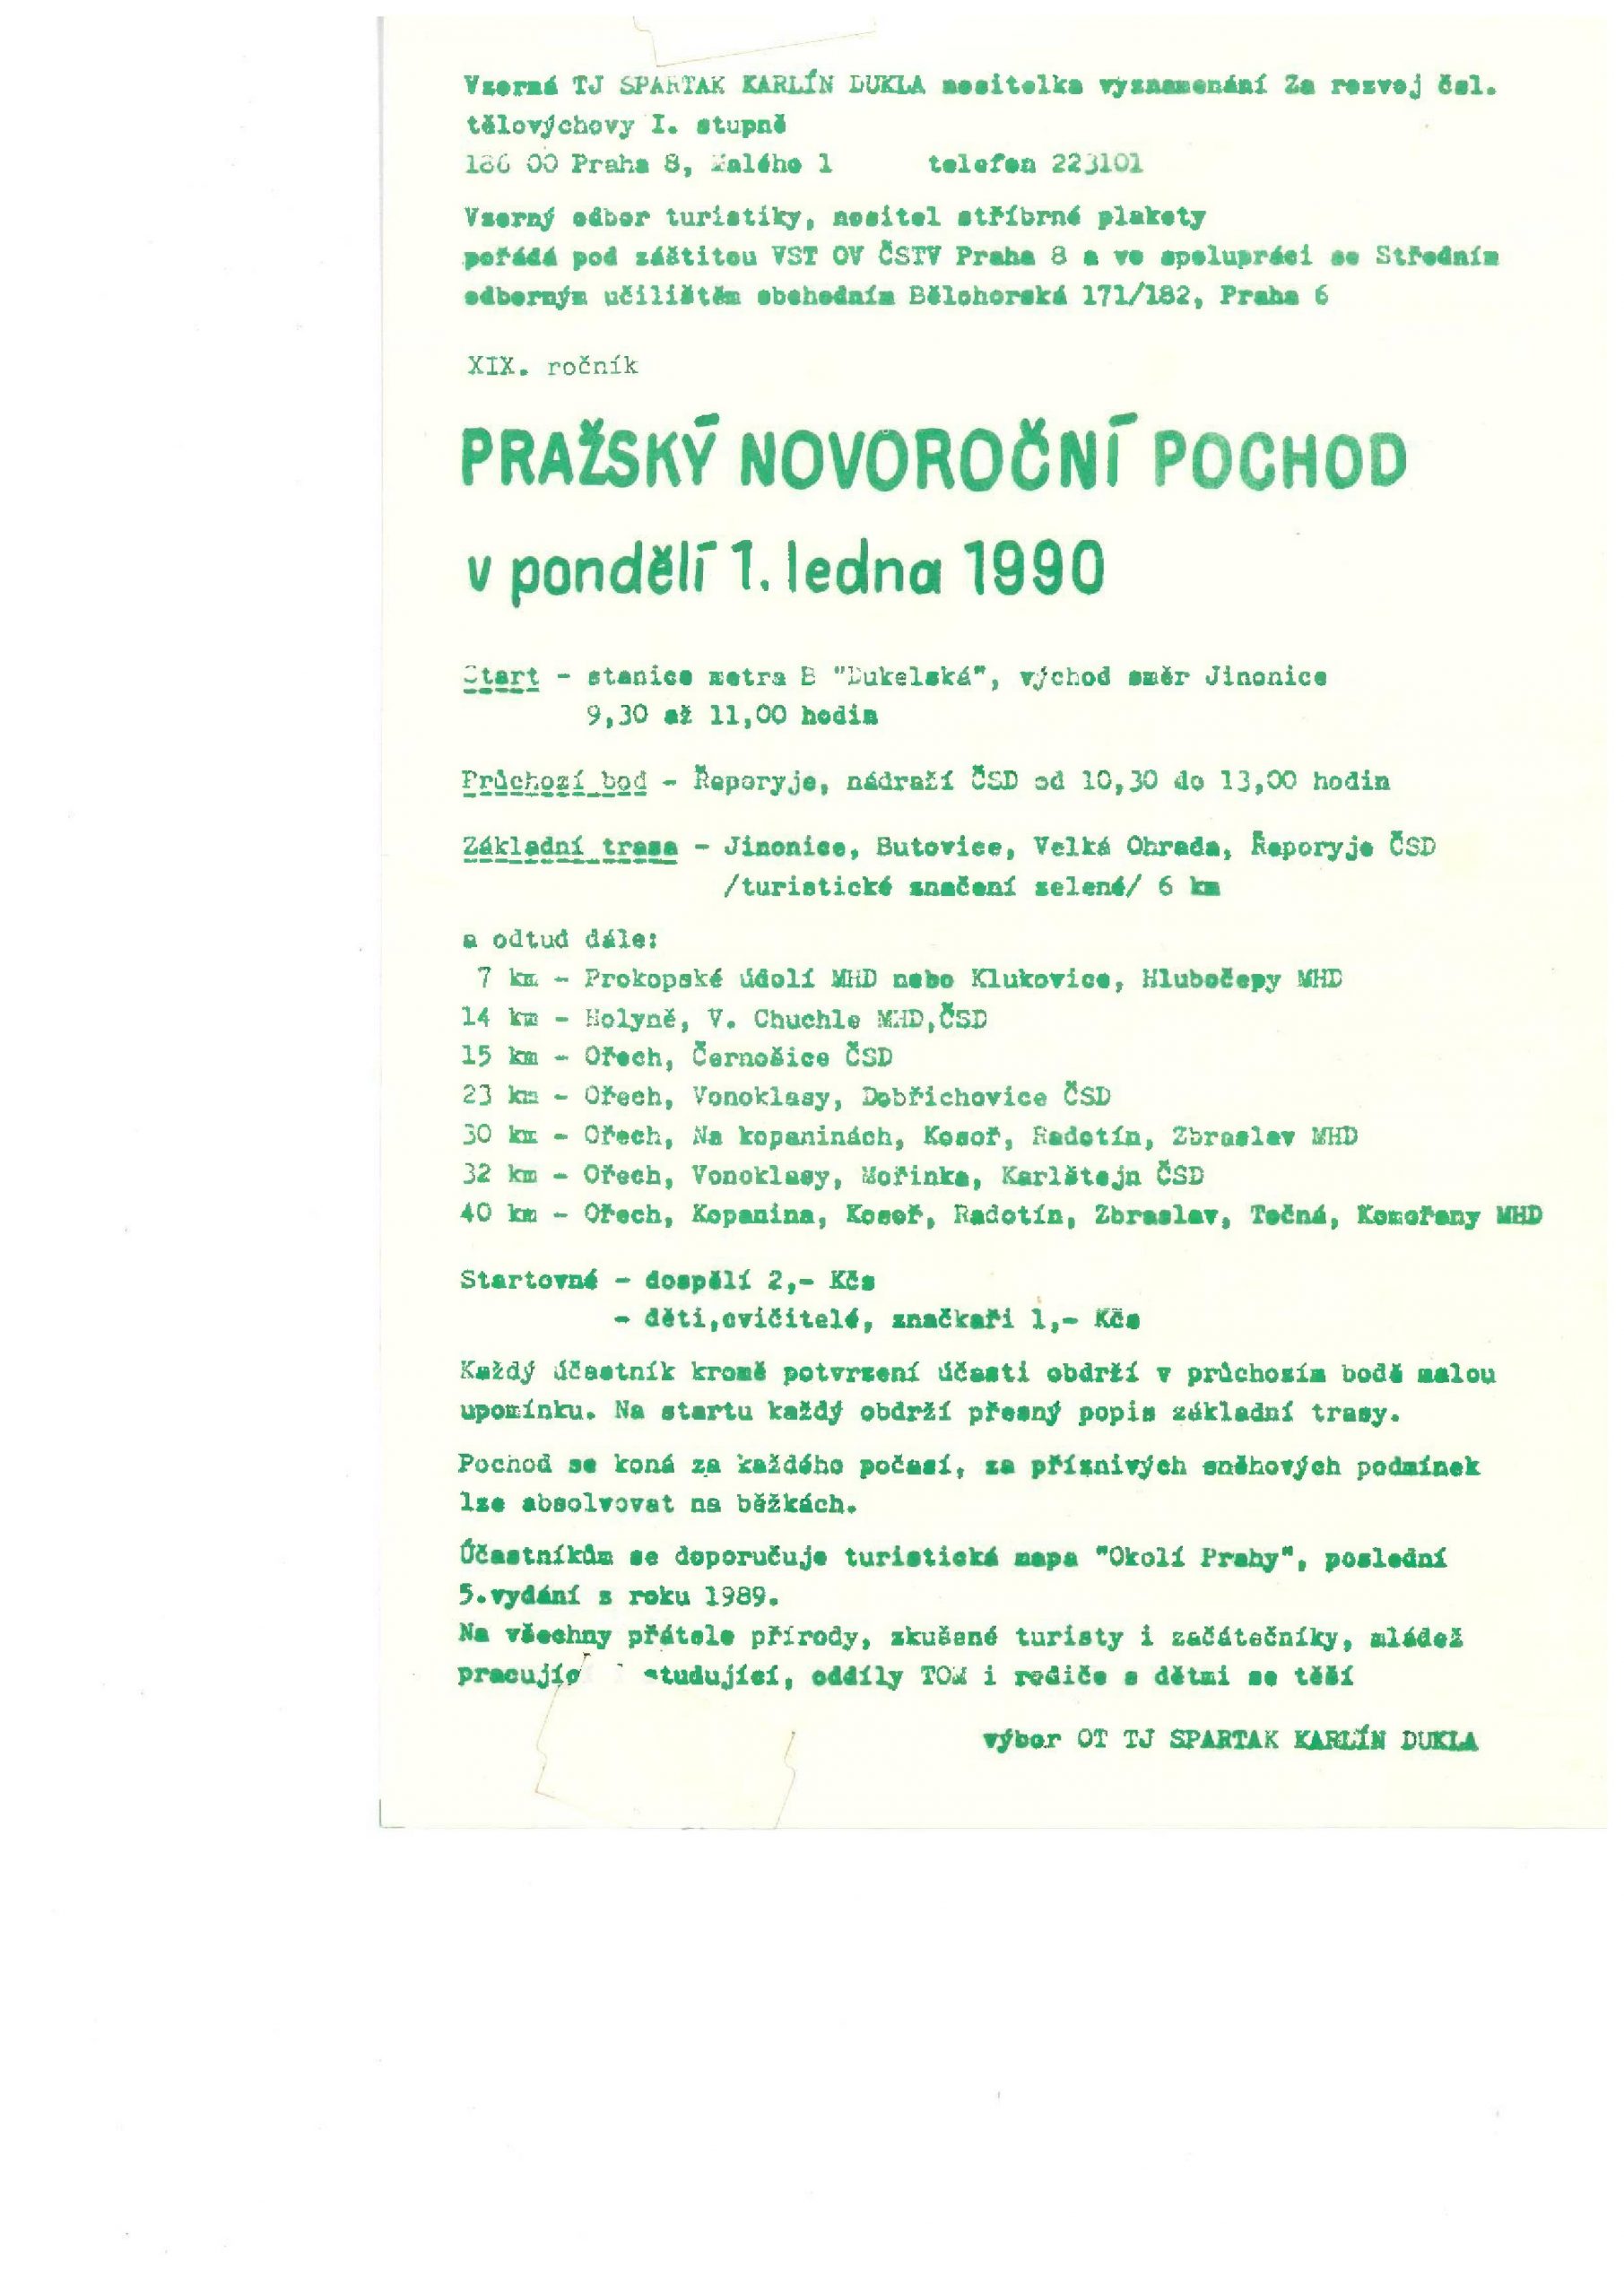 Vzorná TJ SPARTAK KARLÍN DUKLA nositelka vyznamenání Za rozvoj čsl.
tělovýchovy I. stupně
186 00 Praha 8, Malého 1 telefon 223101
Vzorný odbor turistiky, nositel stříbrné plakety
pořádá pod záštitou VST OV ČSTV Praha 8 a ve spolupráci se Středním
odborným učilištěm obchodním Bělohorská 171/182, Praha 6
XIX. ročník
PRAŽSKÝ NOVOROČNÍ POCHOD
v pondělí 1. ledna 1990
Start - stanice metra B "Dukelská", východ směr Jinonice
9,30 až 11,00 hodin
Průchozí bod - Řeporyje, nádraží ČSD od 10,30 do 13,00 hodin
Základní trasa - Jinonice, Butovice, Velká Ohrada, Řeporyje ČSD
/turistické značení zelené/ 6 km
a odtud dále:
7 km - Prokopské údolí MHD nebo Klukovice, Hlubočepy MHD
14 km - Holyně, V. Chuchle MHD,ČSD
15 km - Ořech, Černošice ČSD
23 km - Ořech, Vonoklasy, Dobřichovice ČSD
30 km - Ořech, Na kopaninách, Kosoř, Radotín, Zbraslav MHD
32 km - Ořech, Vonoklasy, Mořinka, Karlštejn ČSD
40 km - Ořech, Kopanina, Kosoř, Radotín, Zbraslav, Točná, Komořany MHD
Startovné - dospělí 2,- Kčs
- děti,cvičitelé, značkaři 1,- Kčs
Každý účastník kromě potvrzení účasti obdrží v průchozím bodě malou
upomínku. Na startu každý obdrží přesný popis základní trasy.
Pochod se koná za každého počasí, za příznivých sněhových podmínek
lze absolvovat na běžkách.
Účastníkům se doporučuje turistická mapa "Okolí Prahy", poslední
5.vydání z roku 1989.
Na všechny přátele přírody, zkušené turisty i začátečníky, mládež
studující, oddíly TOM i rodiče s dětmi se těší
výbor OT TJ SPARTAK KARLÍN DUKLA